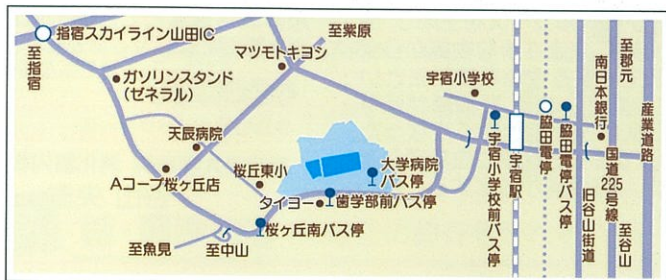 指宿スカイライン山田IC
至指宿
ガソリンスタンド
(ゼネラル)
マツモトキヨシ
至紫原
天辰病院
Aコープ桜ヶ丘店
桜丘東小
タイヨー
大学病院
バス停
歯学部前バス停
桜ヶ丘南バス停
至魚見
至中山
宇宿小学校
宇宿小学校前バス停
宇宿駅
脇田電停
脇田電停バス停
南日本銀行
至郡元
旧谷山街道
国道
225
号線
至谷山
産業道路